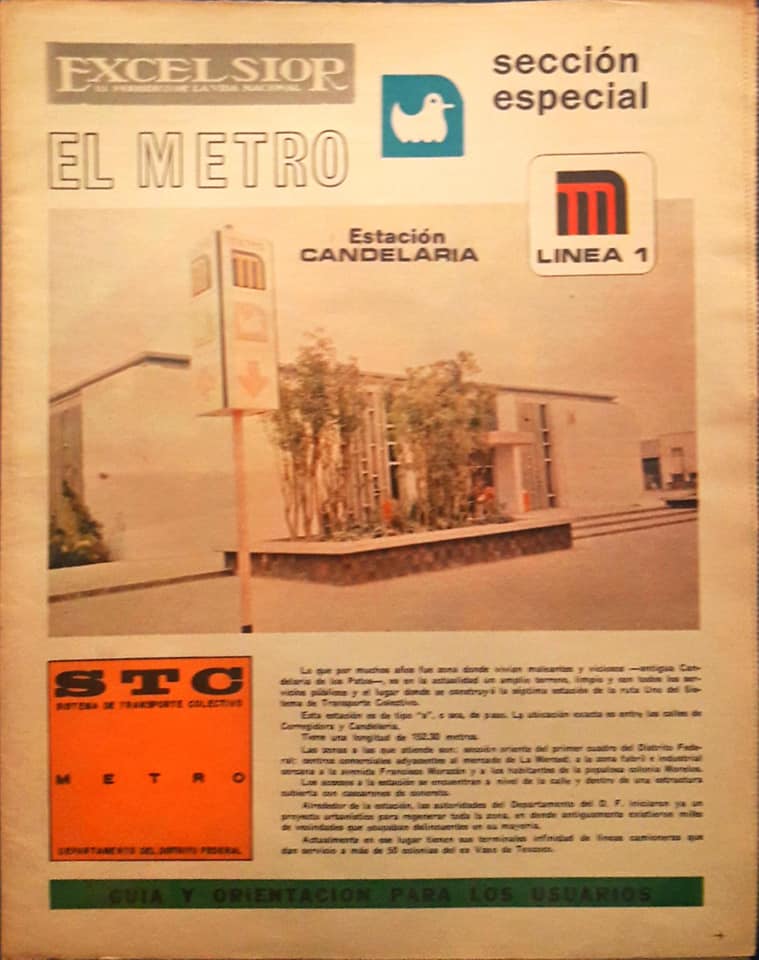 EXCELSIOR
EL PERIODICO DE LA VIDA NACIONAL
sección
especial
EL METRO
LINEA 1
Estación
CANDELARIA
STC
SISTEMA DE TRANSPORTE COLECTIVO
METRO
DEPARTAMENTO DEL DISTRITO FEDERAL
Lo que por muchos años fue zona donde vivían maleantes y viciosos —antigua Can-
delaria de los Patos—, es en la actualidad un amplio terreno, limpio y con todos los ser-
vicios públicos y el lugar donde se construyó la séptima estación de la ruta Uno del Sis-
tema de Transporte Colectivo.
Esta estación es de tipo "a", o sea, de paso. La ubicación exacta es entre las calles de
Corregidora y Candelaria.
Tiene una longitud de 152.30 metros.
Las zonas a las que atiende son: sección oriente del primer cuadro del Distrito Fede-
ral; centros comerciales adyacentes al mercado de La Merced; a la zona fabril e industrial
cercana a la avenida Francisco Morazán y a los habitantes de la populosa colonia Morelos.
Los accesos a la estación se encuentran a nivel de la calle y dentro de una estructura
cubierta con cascarones de concreto.
Alrededor de la estación, las autoridades del Departamento del D. F. iniciaron ya un
proyecto urbanístico para regenerar toda la zona, en donde antiguamente existieron miles
de vecindades que ocupaban delincuentes en su mayoría.
Actualmente en ese lugar tienen sus terminales infinidad de líneas camioneras que
dan servicio a más de 55 colonias del ex Vaso de Texcoco.
GUIA Y ORIENTACION PARA LOS USUARIOS